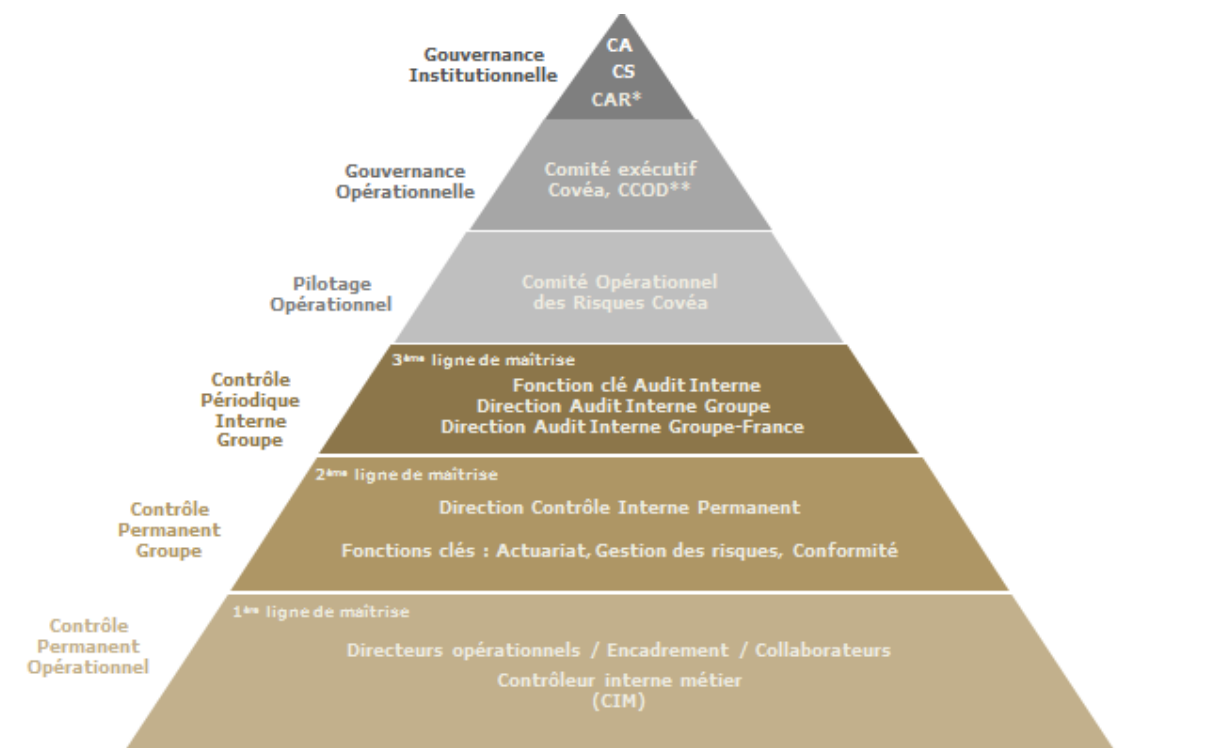 Gouvernance
Institutionnelle
CA
CS
CAR*
Gouvernance
Opérationnelle
Comité exécutif
Covéa, CCOD**
Pilotage
Opérationnel
Comité Opérationnel
des Risques Covéa
Contrôle
Périodique
Interne
Groupe
3ème ligne de maîtrise
Fonction clé Audit Interne
Direction Audit Interne Groupe
Direction Audit Interne Groupe-France
Contrôle
Permanent
Groupe
2ème ligne de maîtrise
Direction Contrôle Interne Permanent
Fonctions clés : Actuariat, Gestion des risques, Conformité
Contrôle
Permanent
Opérationnel
1ère ligne de maîtrise
Directeurs opérationnels / Encadrement / Collaborateurs
Contrôleur interne métier
(CIM)